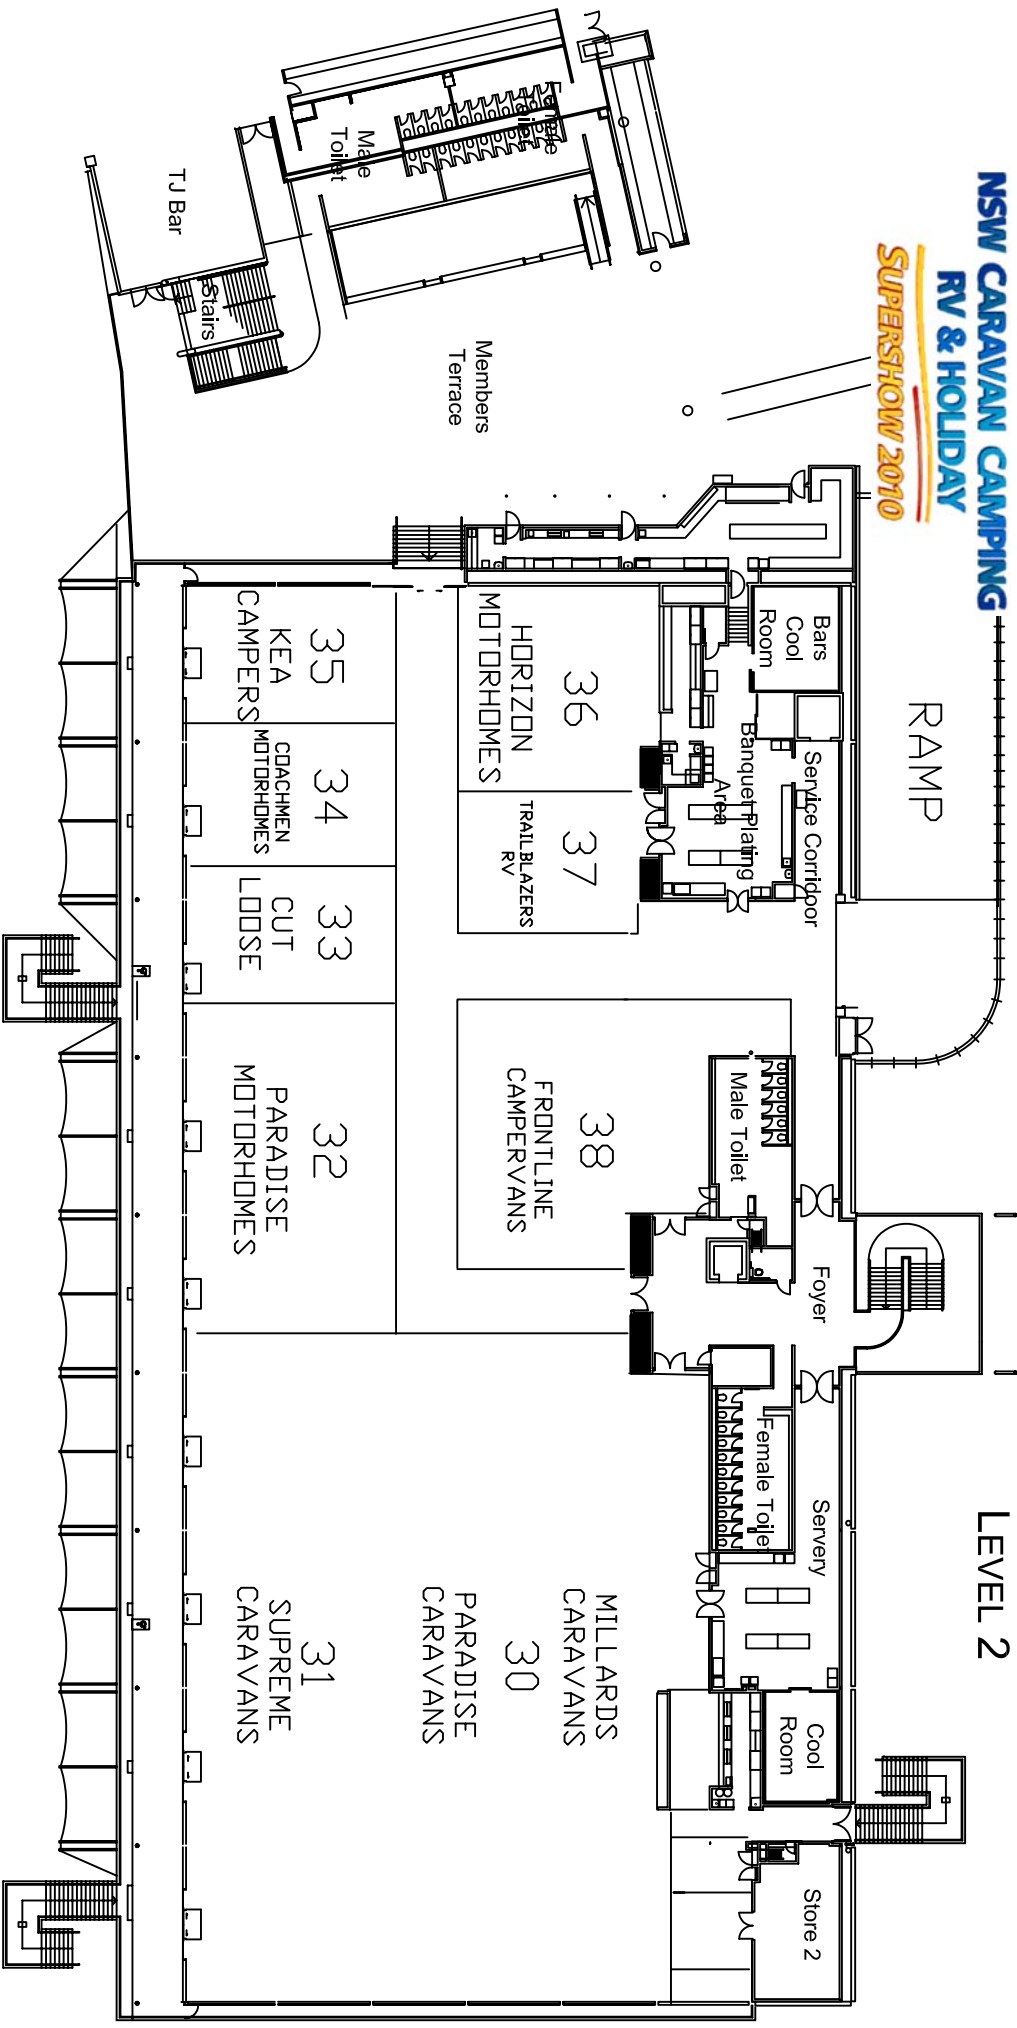 NSW CARAVAN CAMPING
RV & HOLIDAY
SUPERSHOW 2010
LEVEL 2
RAMP
Male
Toilet
TJ Bar
Stairs
Members
Terrace
Bars
Cool
Room
Service Corridor
Banquet Plating
Area
Male Toilet
Foyer
Female Toilet
Servery
Cool
Room
Store 2
36
HORIZON
MOTORHOMES
37
TRAILBLAZERS
RV
38
FRONTLINE
CAMPERVANS
MILLARDS
CARAVANS
30
PARADISE
CARAVANS
35
KEA
CAMPERS
34
COACHMEN
MOTORHOMES
33
CUT
LOOSE
32
PARADISE
MOTORHOMES
31
SUPREME
CARAVANS